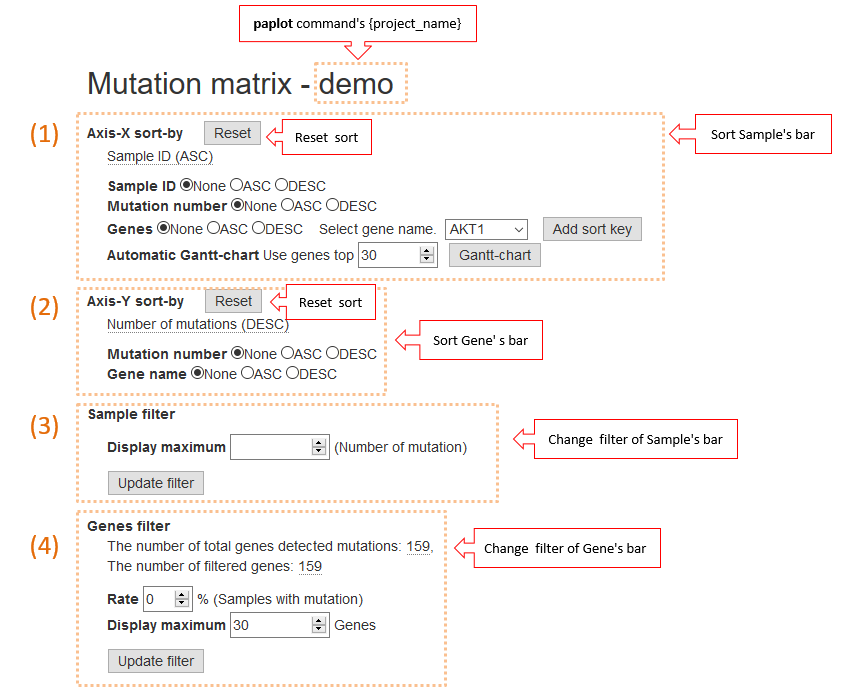 paplot command's {project_name}
Mutation matrix - demo
(1)
Axis-X sort-by Reset
Reset sort
Sort Sample's bar
Sample ID (ASC)
Sample ID None ASC DESC
Mutation number None ASC DESC
Genes None ASC DESC Select gene name. AKT1 Add sort key
Automatic Gantt-chart Use genes top 30 Gantt-chart
(2)
Axis-Y sort-by Reset
Reset sort
Number of mutations (DESC)
Sort Gene' s bar
Mutation number None ASC DESC
Gene name None ASC DESC
(3)
Sample filter
Display maximum (Number of mutation)
Change filter of Sample's bar
Update filter
(4)
Genes filter
The number of total genes detected mutations: 159,
Change filter of Gene's bar
The number of filtered genes: 159
Rate 0 % (Samples with mutation)
Display maximum 30 Genes
Update filter